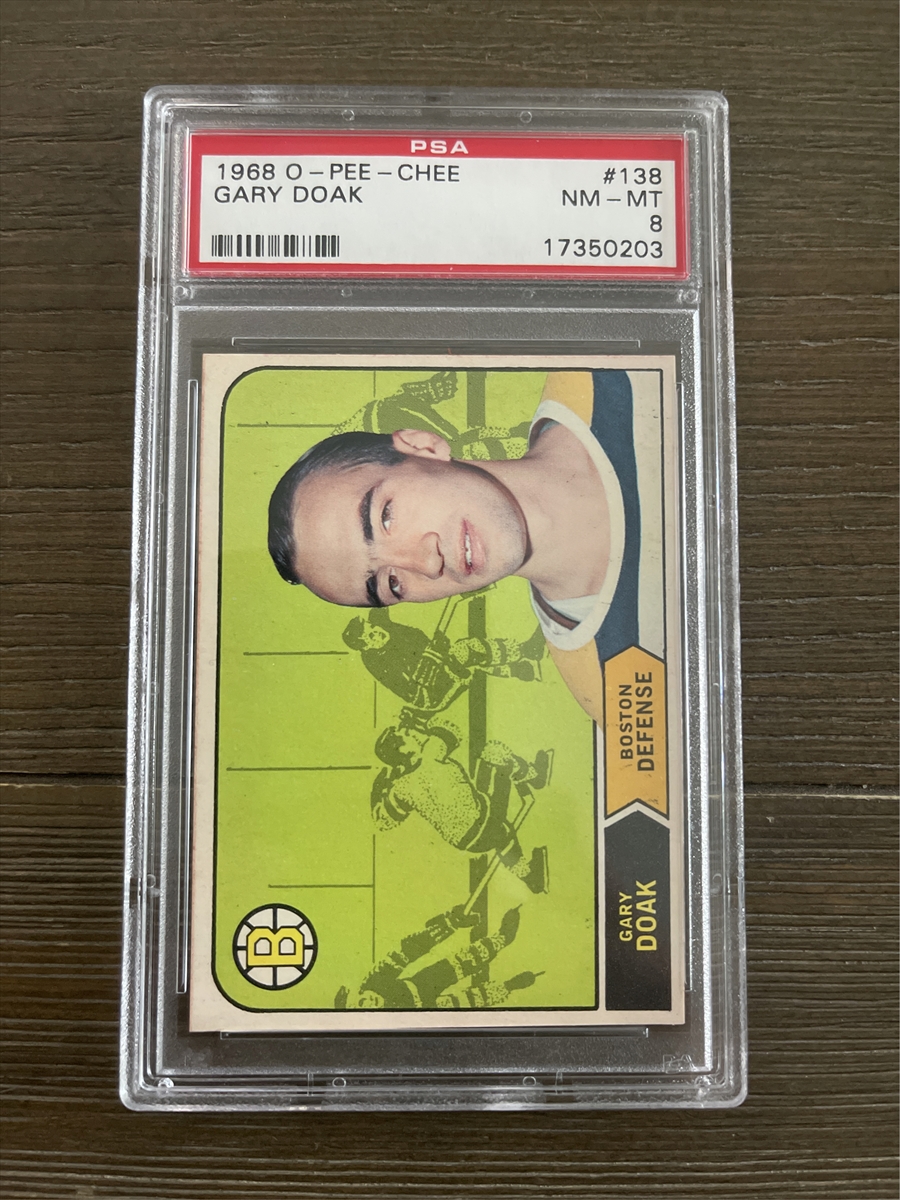 PSA
1968 O-PEE-CHEE #138
GARY DOAK NM-MT
8
17350203
B
GARY
DOAK
BOSTON
DEFENSE